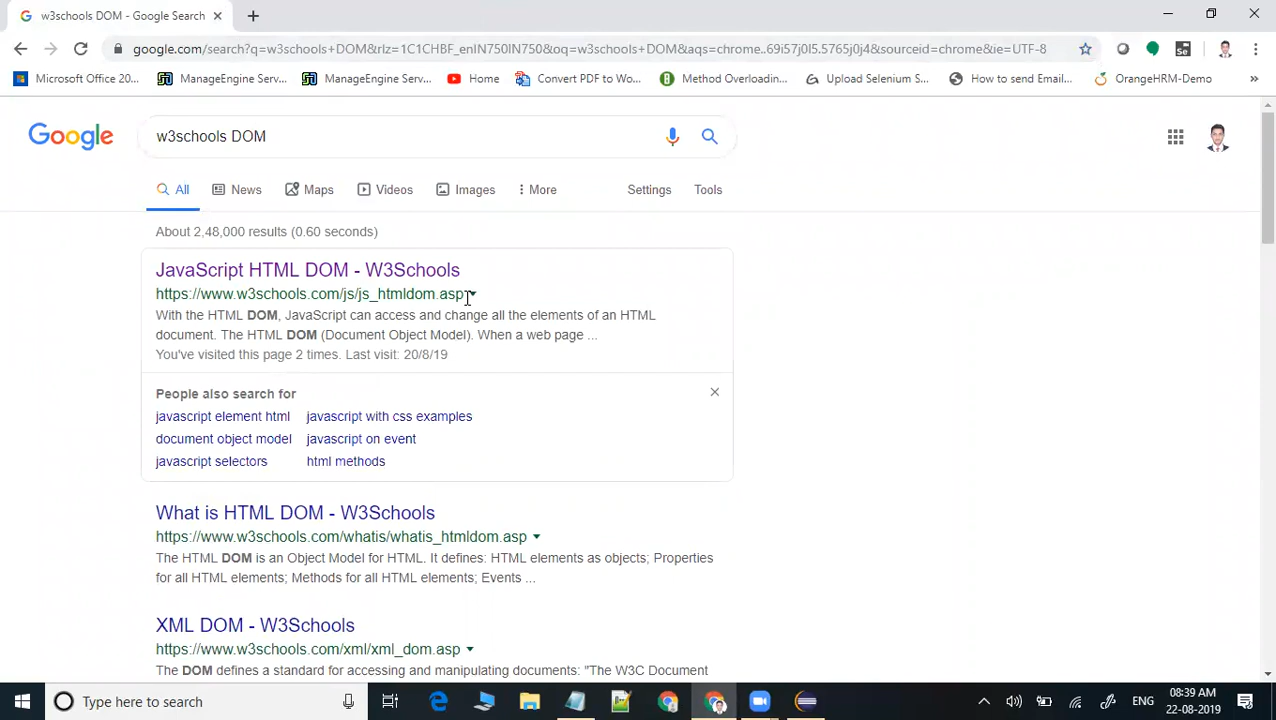 w3schools DOM - Google Search
google.com/search?q=w3schools+DOM&rlz=1C1CHBF_enIN750IN750&oq=w3schools+DOM&aqs=chrome..69i57j0l5.5765j0j4&sourceid=chrome&ie=UTF-8
Microsoft Office 20... ManageEngine Serv... ManageEngine Serv... Home Convert PDF to Wo... Method Overloadin... Upload Selenium S... How to send Email... OrangeHRM-Demo
Google
w3schools DOM
All News Maps Videos Images More Settings Tools
About 2,48,000 results (0.60 seconds)
JavaScript HTML DOM - W3Schools
https://www.w3schools.com/js/js_htmldom.asp
With the HTML DOM, JavaScript can access and change all the elements of an HTML
document. The HTML DOM (Document Object Model). When a web page ...
You've visited this page 2 times. Last visit: 20/8/19
People also search for
javascript element html javascript with css examples
document object model javascript on event
javascript selectors html methods
What is HTML DOM - W3Schools
https://www.w3schools.com/whatis/whatis_htmldom.asp
The HTML DOM is an Object Model for HTML. It defines: HTML elements as objects; Properties
for all HTML elements; Methods for all HTML elements; Events ...
XML DOM - W3Schools
https://www.w3schools.com/xml/xml_dom.asp
The DOM defines a standard for accessing and manipulating documents: "The W3C Document
Type here to search
ENG
08:39 AM
22-08-2019